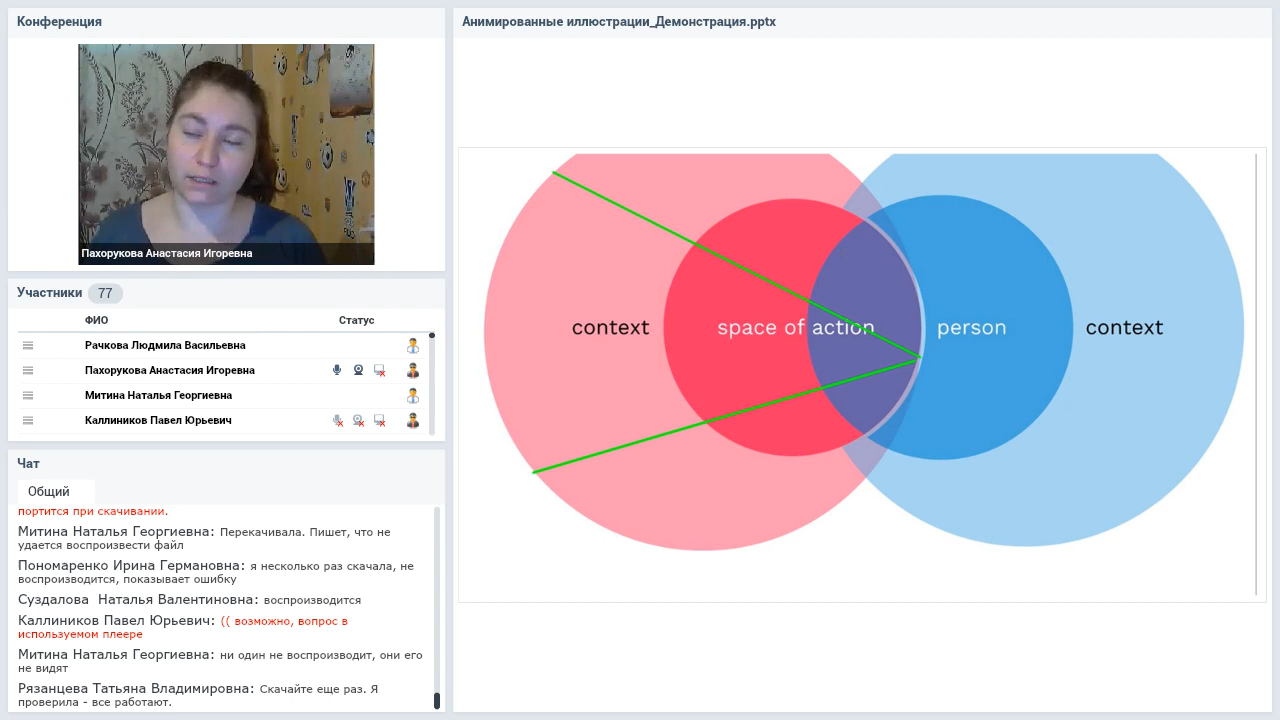 Конференция
Пахорукова Анастасия Игоревна
Участники 77
ФИО Статус
Рачкова Людмила Васильевна
Пахорукова Анастасия Игоревна
Митина Наталья Георгиевна
Каллиников Павел Юрьевич
Чат
Общий
портится при скачивании.
Митина Наталья Георгиевна: Перекачивала. Пишет, что не
удается воспроизвести файл
Пономаренко Ирина Германовна: я несколько раз скачала, не
воспроизводится, показывает ошибку
Суздалова Наталья Валентиновна: воспроизводится
Каллиников Павел Юрьевич: (( возможно, вопрос в
используемом плеере
Митина Наталья Георгиевна: ни один не воспроизводит, они его
не видят
Рязанцева Татьяна Владимировна: Скачайте еще раз. Я
проверила - все работают.
Анимированные иллюстрации_Демонстрация.pptx
context space of action person context